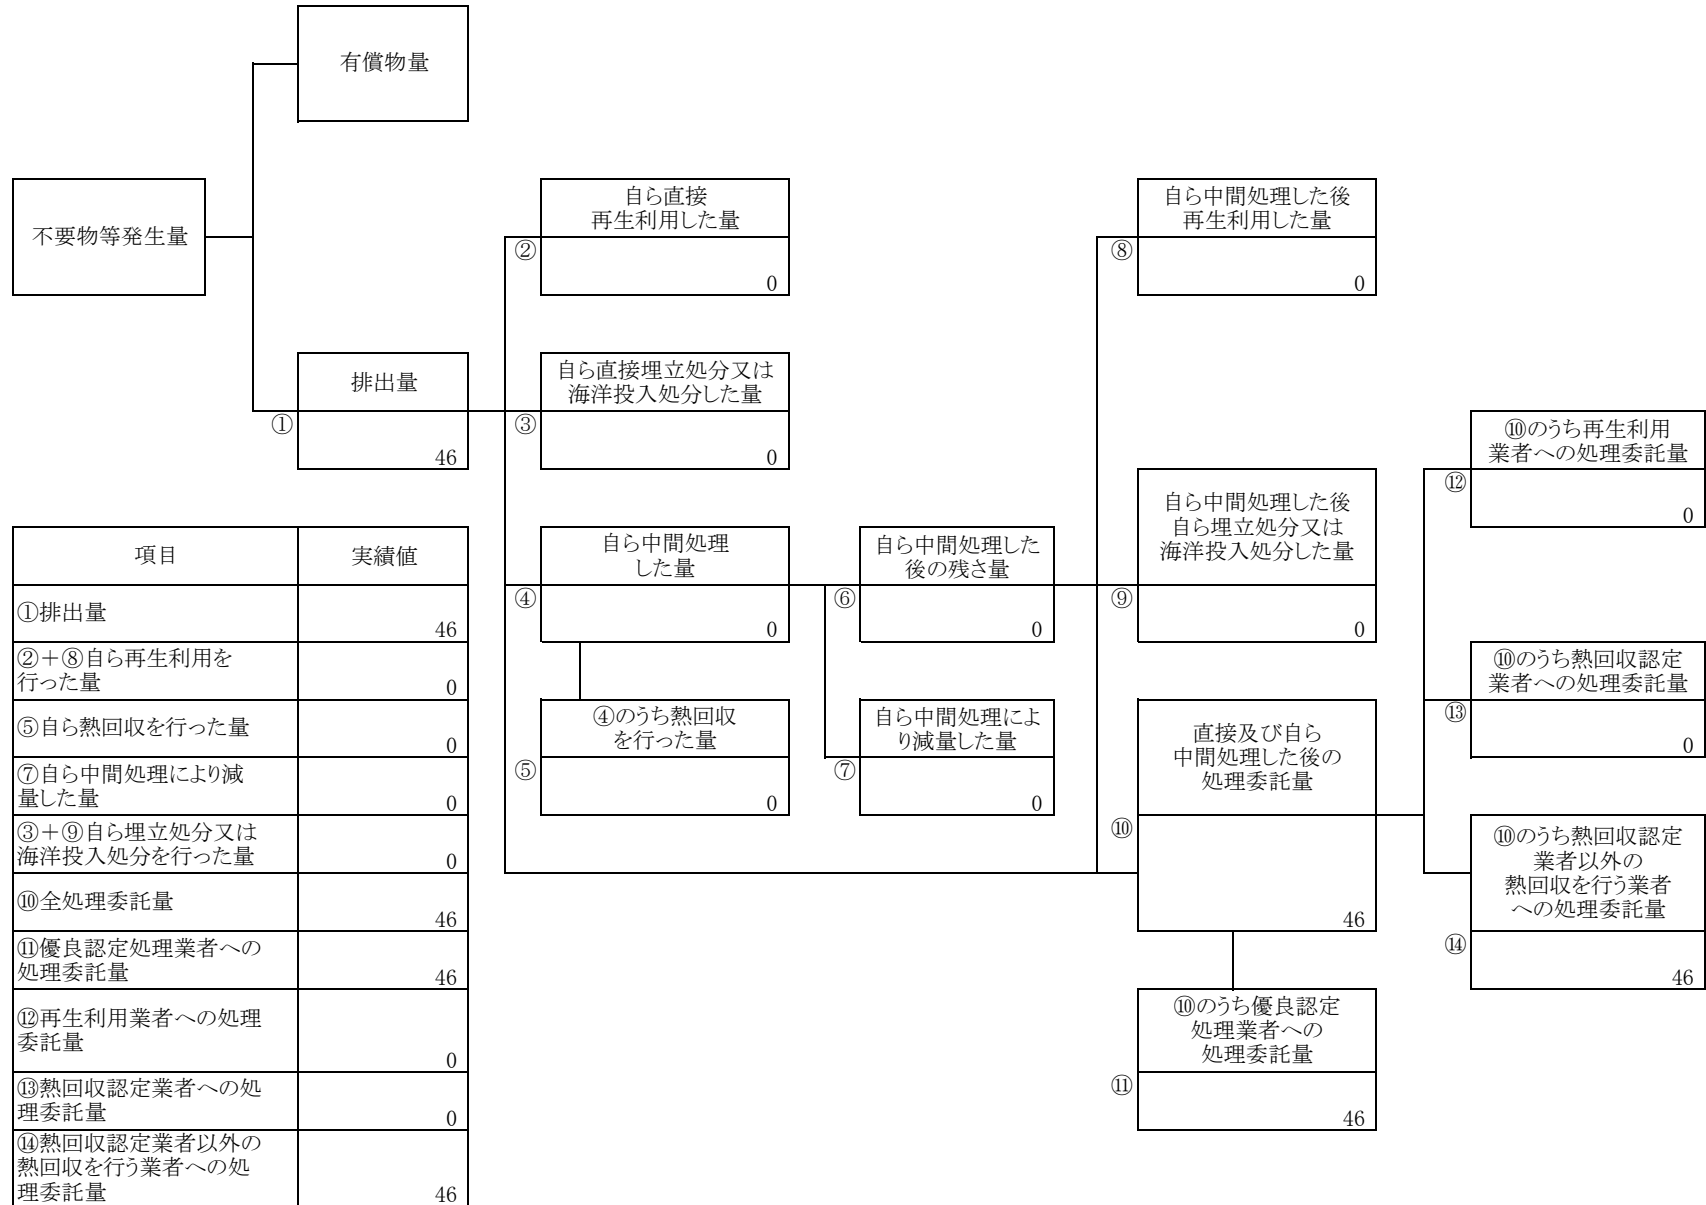 有償物量
不要物等発生量
自ら直接
再生利用した量
②
0
自ら中間処理した後
再生利用した量
⑧
0
排出量
①
46
自ら直接埋立処分又は
海洋投入処分した量
③
0
⑩のうち再生利用
業者への処理委託量
⑫
0
自ら中間処理
した量
④
0
自ら中間処理した
後の残さ量
⑥
0
自ら中間処理した後
自ら埋立処分又は
海洋投入処分した量
⑨
0
⑩のうち熱回収認定
業者への処理委託量
⑬
0
④のうち熱回収
を行った量
⑤
0
自ら中間処理によ
り減量した量
⑦
0
直接及び自ら
中間処理した後の
処理委託量
⑩
46
⑩のうち熱回収認定
業者以外の
熱回収を行う業者
への処理委託量
⑭
46
⑩のうち優良認定
処理業者への
処理委託量
⑪
46
項目 実績値
①排出量
46
②＋⑧自ら再生利用を
行った量
0
⑤自ら熱回収を行った量
0
⑦自ら中間処理により減
量した量
0
③＋⑨自ら埋立処分又は
海洋投入処分を行った量
0
⑩全処理委託量
46
⑪優良認定処理業者への
処理委託量
46
⑫再生利用業者への処理
委託量
0
⑬熱回収認定業者への処
理委託量
0
⑭熱回収認定業者以外の
熱回収を行う業者への処
理委託量
46